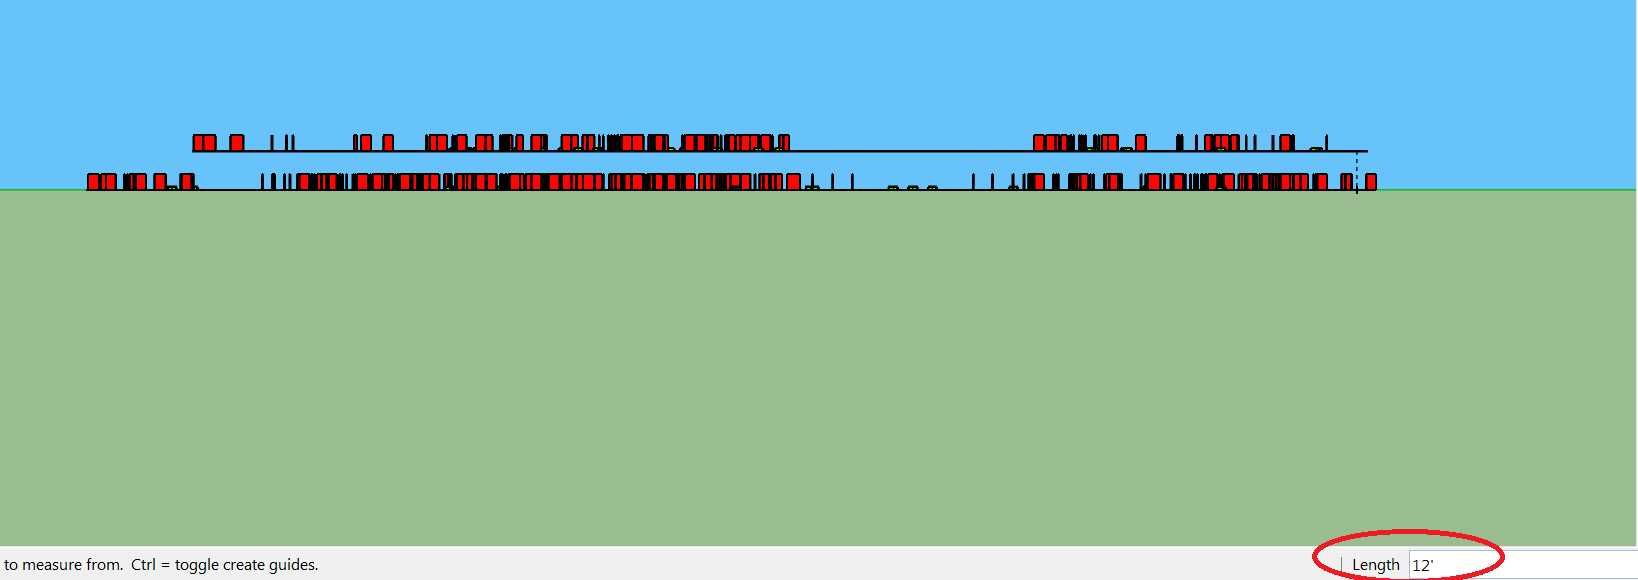 to measure from.  Ctrl = toggle create guides.
Length 12'